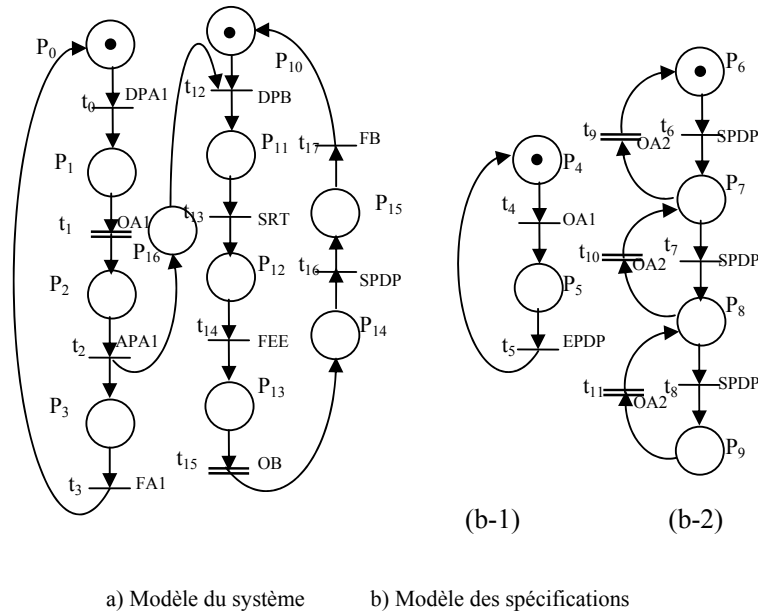 P0
DPA1
t0
P1
t1
OA1
P2
t2
APA1
P3
t3
FA1
P10
t12
DPB
P11
t13
SRT
P16
P12
t14
FEE
P13
t15
OB
t17
FB
P15
t16
SPDP
P14
P4
t4
OA1
P5
t5
EPDP
(b-1)
P6
t9
OA2
t6
SPDP
P7
t10
OA2
t7
SPDP
P8
t11
OA2
t8
SPDP
P9
(b-2)
a) Modèle du système
b) Modèle des spécifications